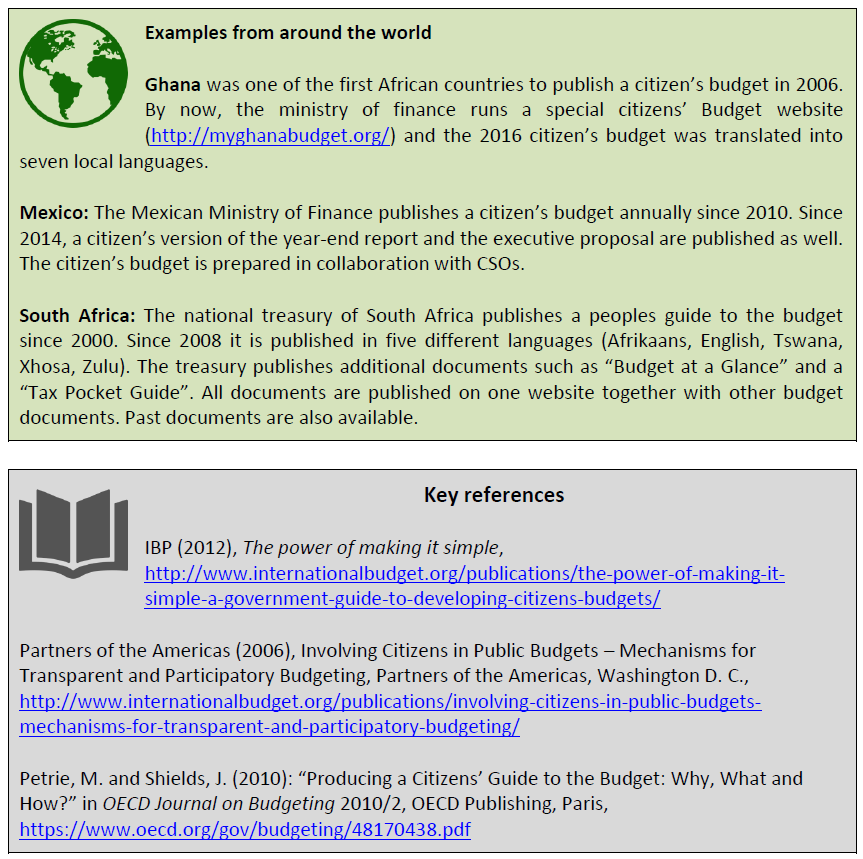 Examples from around the world
Ghana was one of the first African countries to publish a citizen’s budget in 2006.
By now, the ministry of finance runs a special citizens’ Budget website
(http://myghanabudget.org/) and the 2016 citizen’s budget was translated into
seven local languages.
Mexico: The Mexican Ministry of Finance publishes a citizen’s budget annually since 2010. Since
2014, a citizen’s version of the year-end report and the executive proposal are published as well.
The citizen’s budget is prepared in collaboration with CSOs.
South Africa: The national treasury of South Africa publishes a peoples guide to the budget
since 2000. Since 2008 it is published in five different languages (Afrikaans, English, Tswana,
Xhosa, Zulu). The treasury publishes additional documents such as “Budget at a Glance” and a
“Tax Pocket Guide”. All documents are published on one website together with other budget
documents. Past documents are also available.
Key references
IBP (2012), The power of making it simple,
http://www.internationalbudget.org/publications/the-power-of-making-it-
simple-a-government-guide-to-developing-citizens-budgets/
Partners of the Americas (2006), Involving Citizens in Public Budgets – Mechanisms for
Transparent and Participatory Budgeting, Partners of the Americas, Washington D. C.,
http://www.internationalbudget.org/publications/involving-citizens-in-public-budgets-
mechanisms-for-transparent-and-participatory-budgeting/
Petrie, M. and Shields, J. (2010): “Producing a Citizens’ Guide to the Budget: Why, What and
How?” in OECD Journal on Budgeting 2010/2, OECD Publishing, Paris,
https://www.oecd.org/gov/budgeting/48170438.pdf